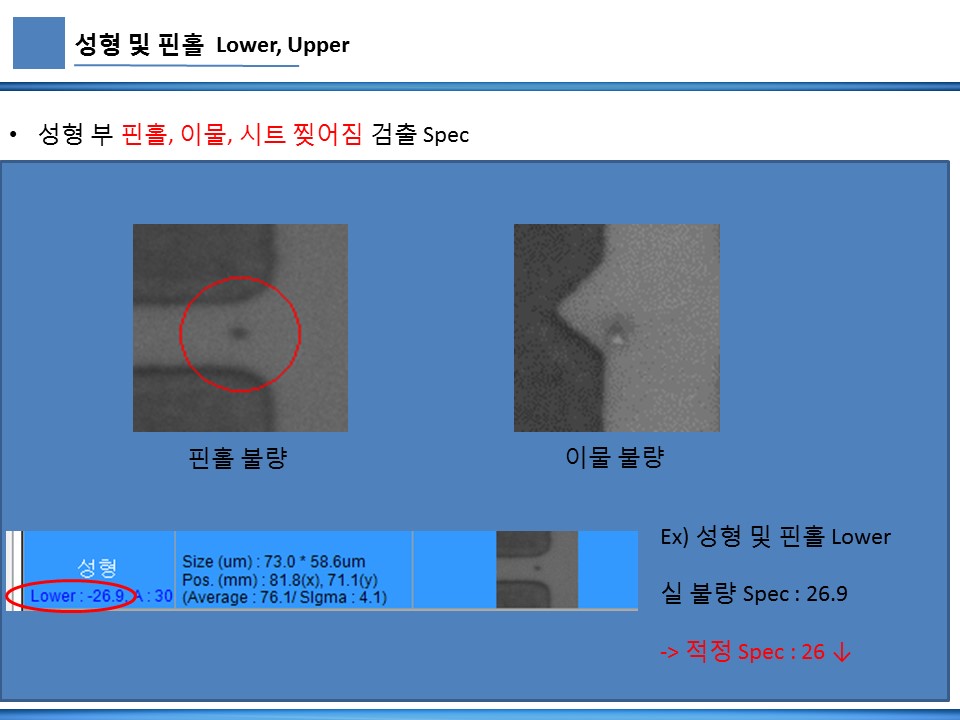 성형 및 핀홀 Lower, Upper
• 성형 부 핀홀, 이물, 시트 찢어짐 검출 Spec
핀홀 불량
이물 불량
성형
Lower : -26.9, A : 30
Size (um) : 73.0 * 58.6um
Pos. (mm) : 81.8(x), 71.1(y)
(Average : 76.1/ SIgma : 4.1)
Ex) 성형 및 핀홀 Lower
실 불량 Spec : 26.9
-> 적정 Spec : 26 ↓